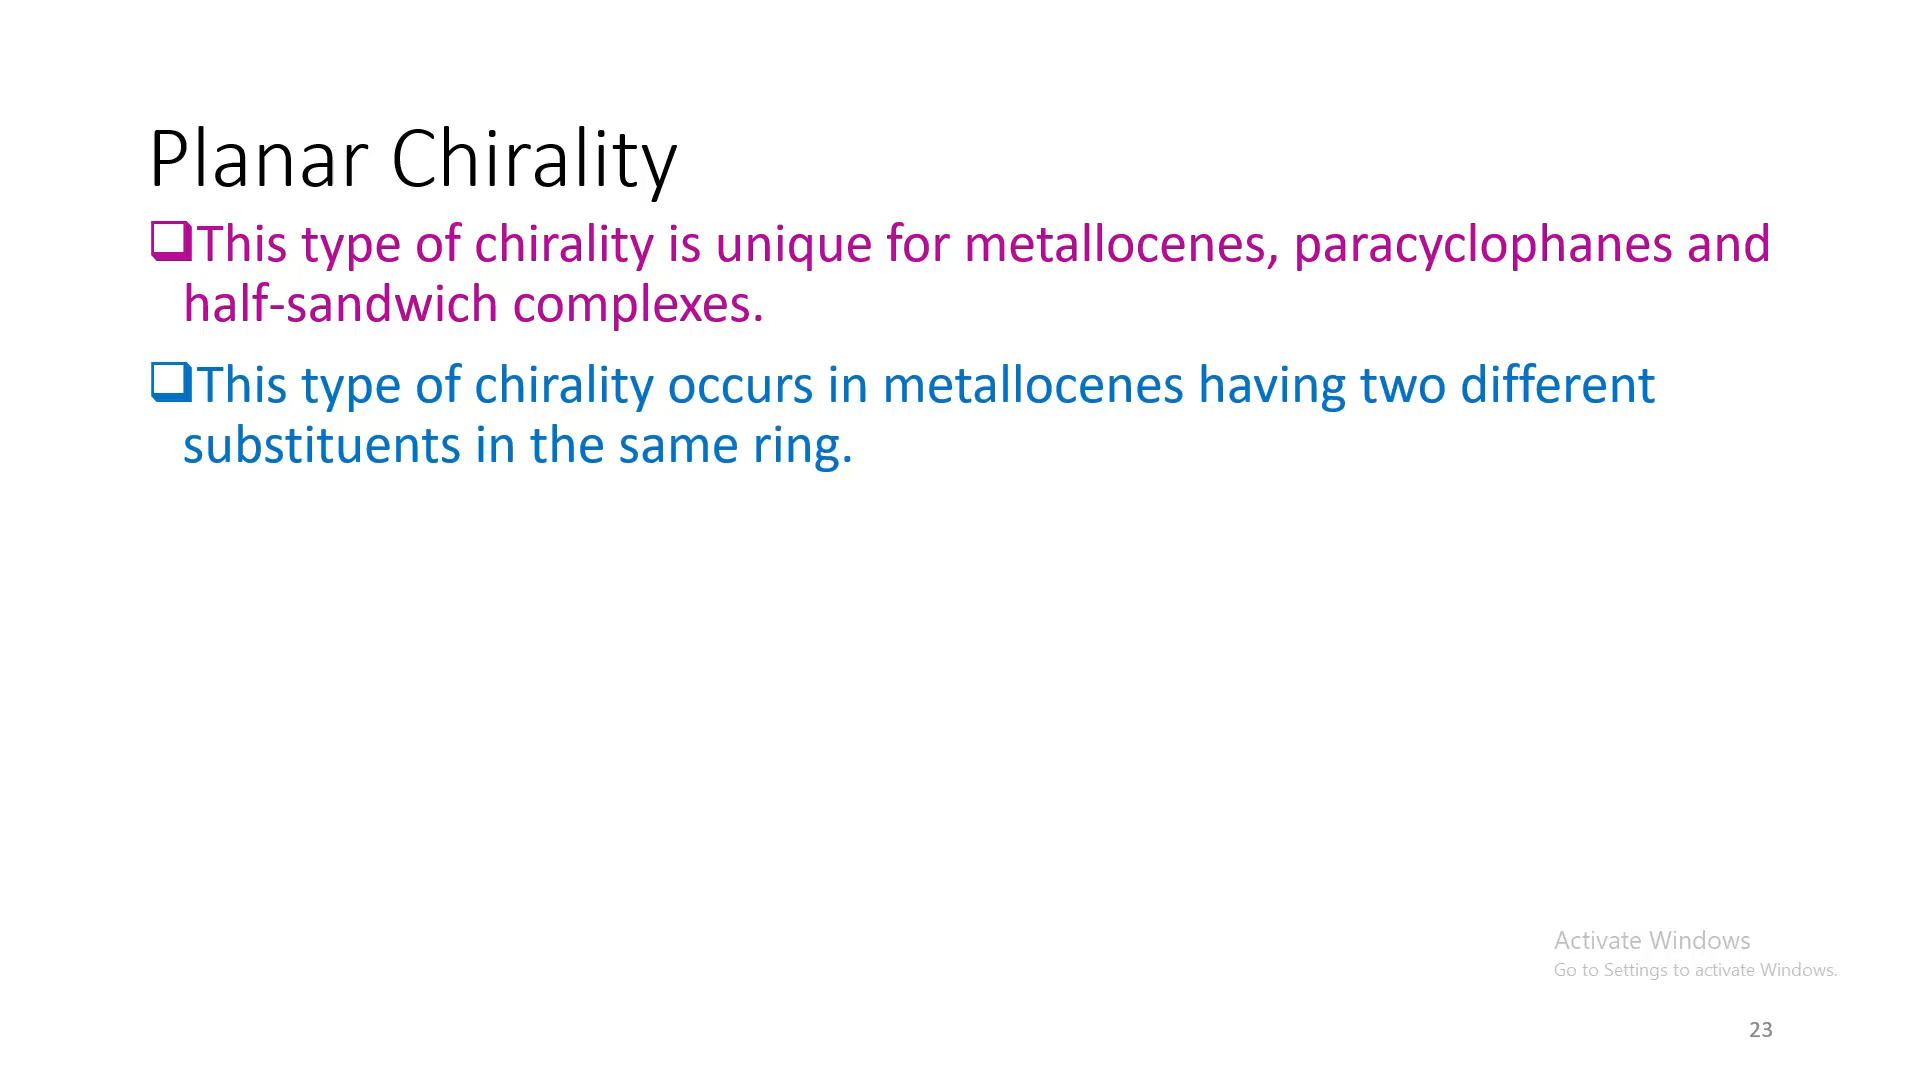 Planar Chirality
❑This type of chirality is unique for metallocenes, paracyclophanes and
half-sandwich complexes.
❑This type of chirality occurs in metallocenes having two different
substituents in the same ring.
Activate Windows
Go to Settings to activate Windows.
23